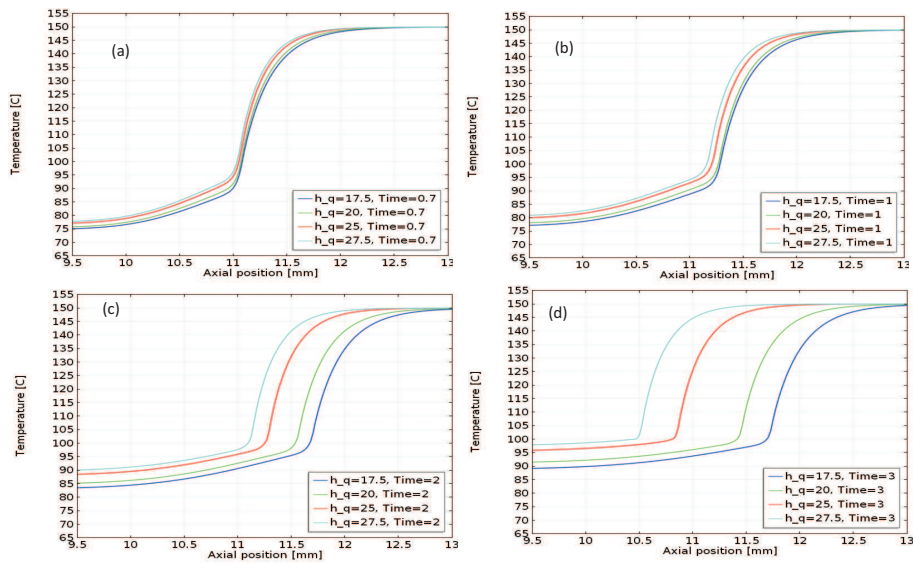 (a)
Temperature [C]
155
150
145
140
135
130
125
120
115
110
105
100
95
90
85
80
75
70
65
h_q=17.5, Time=0.7
h_q=20, Time=0.7
h_q=25, Time=0.7
h_q=27.5, Time=0.7
9.5 10 10.5 11 11.5 12 12.5 13
Axial position [mm]
(b)
Temperature [C]
155
150
145
140
135
130
125
120
115
110
105
100
95
90
85
80
75
70
65
h_q=17.5, Time=1
h_q=20, Time=1
h_q=25, Time=1
h_q=27.5, Time=1
9.5 10 10.5 11 11.5 12 12.5 13
Axial position [mm]
(c)
Temperature [C]
155
150
145
140
135
130
125
120
115
110
105
100
95
90
85
80
75
70
65
h_q=17.5, Time=2
h_q=20, Time=2
h_q=25, Time=2
h_q=27.5, Time=2
9.5 10 10.5 11 11.5 12 12.5 13
Axial position [mm]
(d)
Temperature [C]
155
150
145
140
135
130
125
120
115
110
105
100
95
90
85
80
75
70
65
h_q=17.5, Time=3
h_q=20, Time=3
h_q=25, Time=3
h_q=27.5, Time=3
9.5 10 10.5 11 11.5 12 12.5 13
Axial position [mm]